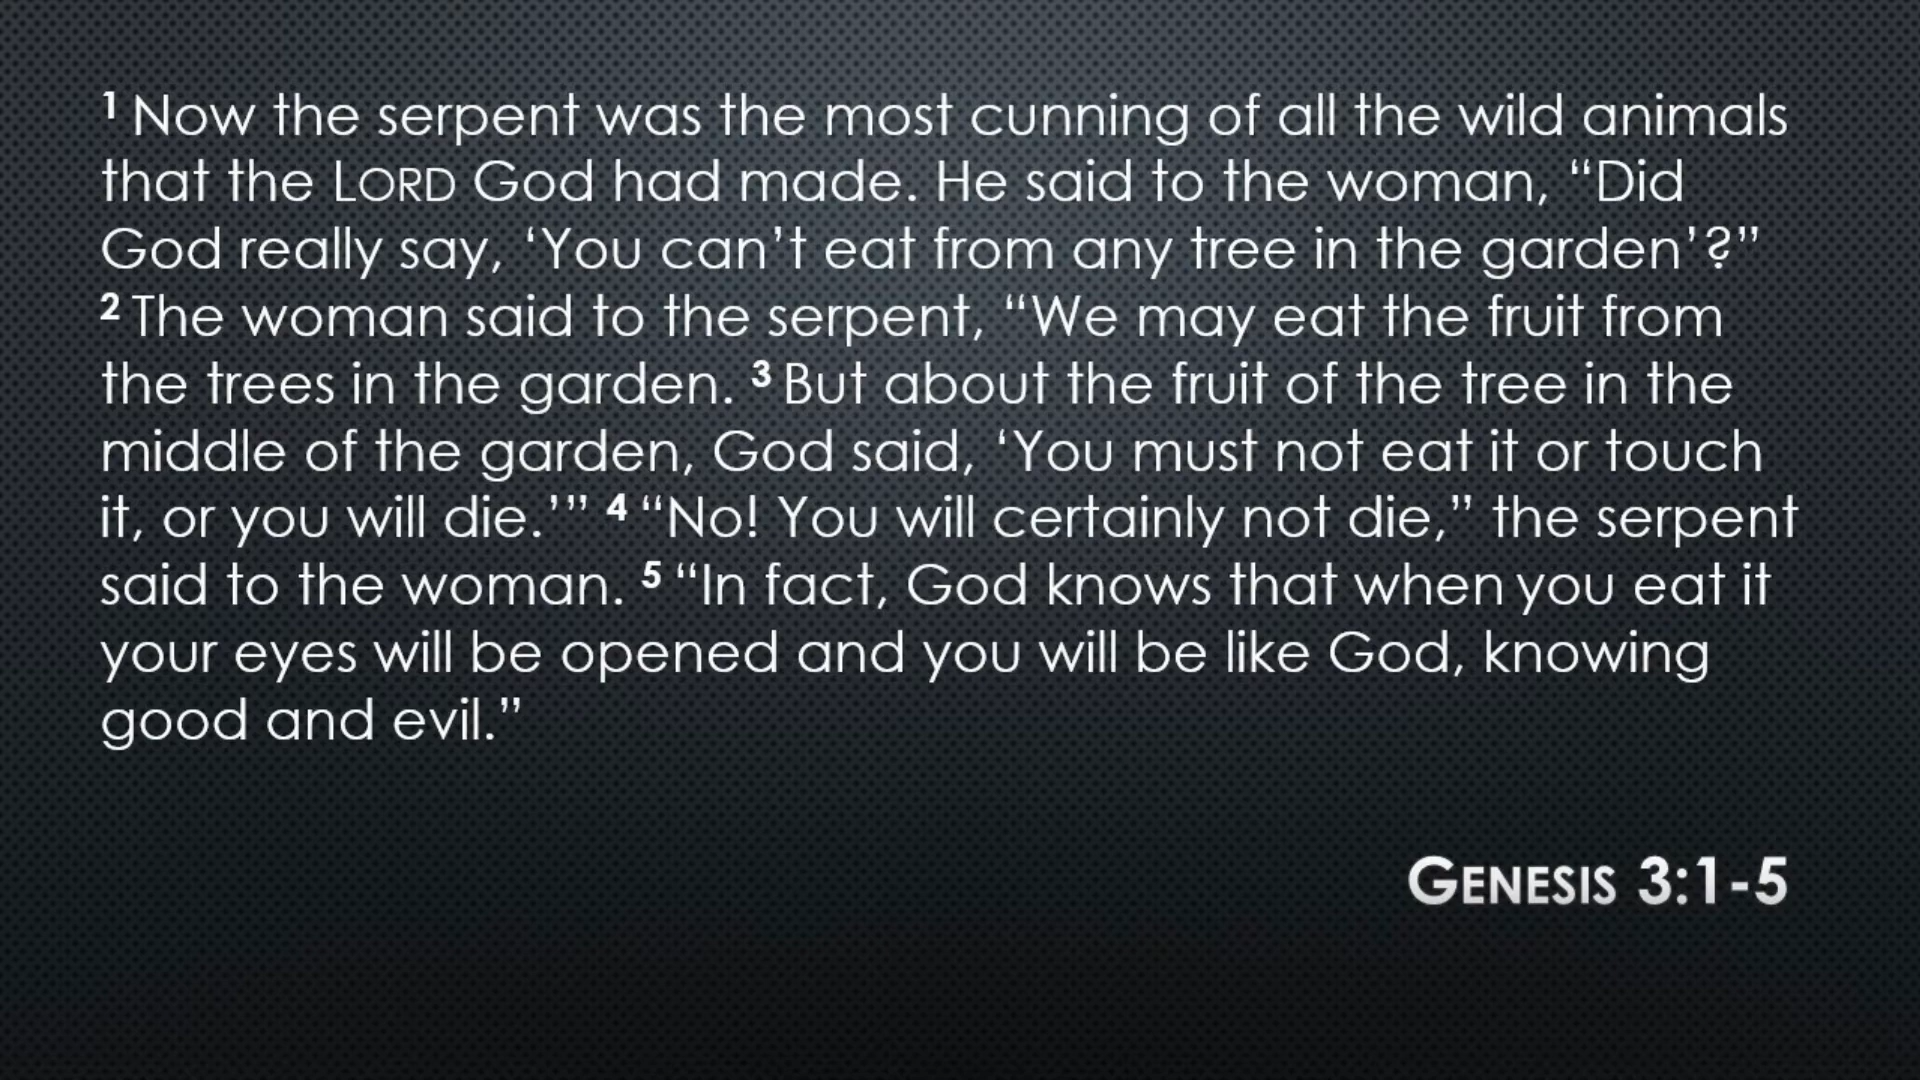 1 Now the serpent was the most cunning of all the wild animals
that the LORD God had made. He said to the woman, “Did
God really say, ‘You can’t eat from any tree in the garden’?”
2 The woman said to the serpent, “We may eat the fruit from
the trees in the garden. 3 But about the fruit of the tree in the
middle of the garden, God said, ‘You must not eat it or touch
it, or you will die.’” 4 “No! You will certainly not die,” the serpent
said to the woman. 5 “In fact, God knows that when you eat it
your eyes will be opened and you will be like God, knowing
good and evil.”
GENESIS 3:1-5